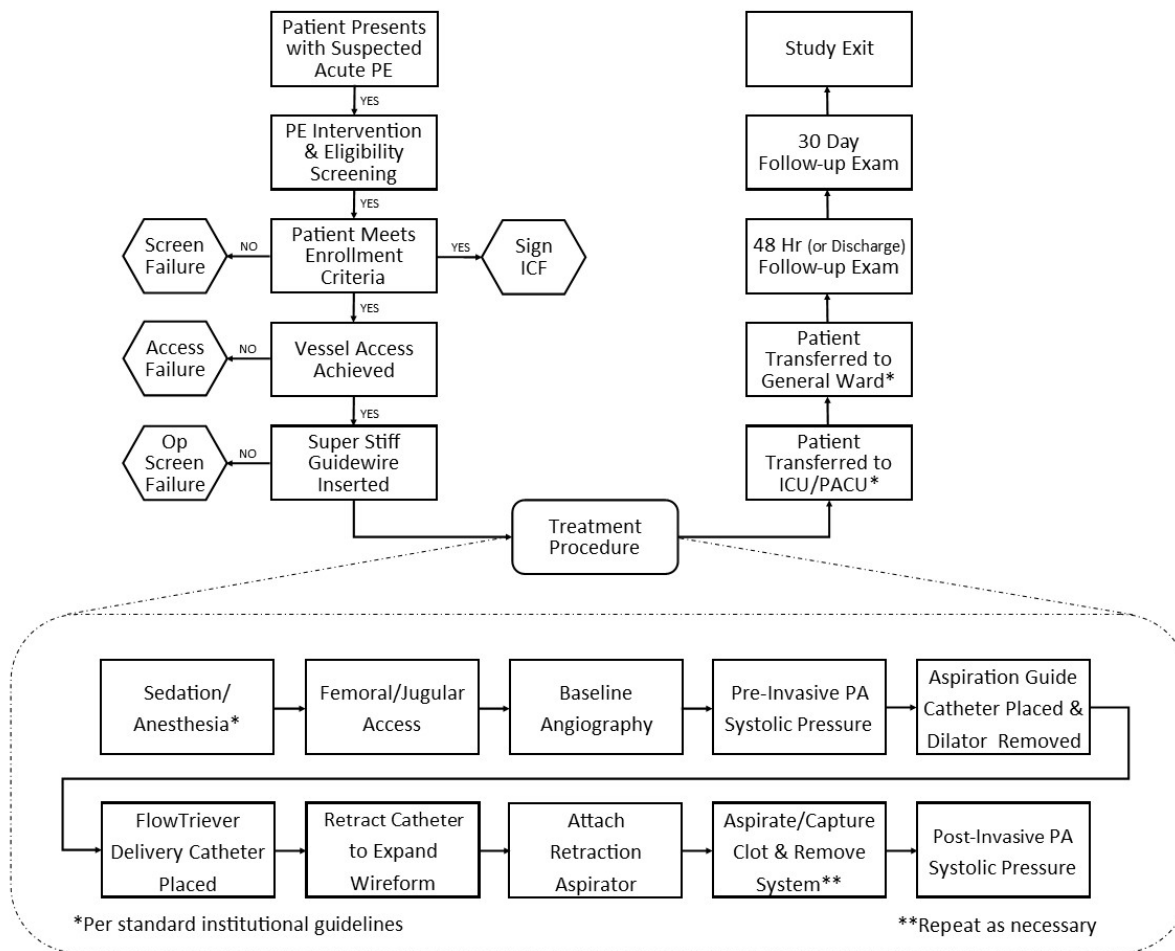 Patient Presents
with Suspected
Acute PE
YES
PE Intervention
& Eligibility
Screening
YES
Screen
Failure
NO
Patient Meets
Enrollment
Criteria
YES
Sign
ICF
YES
Access
Failure
NO
Vessel Access
Achieved
YES
Op
Screen
Failure
NO
Super Stiff
Guidewire
Inserted
Treatment
Procedure
Study Exit
30 Day
Follow-up Exam
48 Hr (or Discharge)
Follow-up Exam
Patient
Transferred to
General Ward*
Patient
Transferred to
ICU/PACU*
Sedation/
Anesthesia*
Femoral/Jugular
Access
Baseline
Angiography
Pre-Invasive PA
Systolic Pressure
Aspiration Guide
Catheter Placed &
Dilator Removed
FlowTriever
Delivery Catheter
Placed
Retract Catheter
to Expand
Wireform
Attach
Retraction
Aspirator
Aspirate/Capture
Clot & Remove
System**
Post-Invasive PA
Systolic Pressure
*Per standard institutional guidelines
**Repeat as necessary